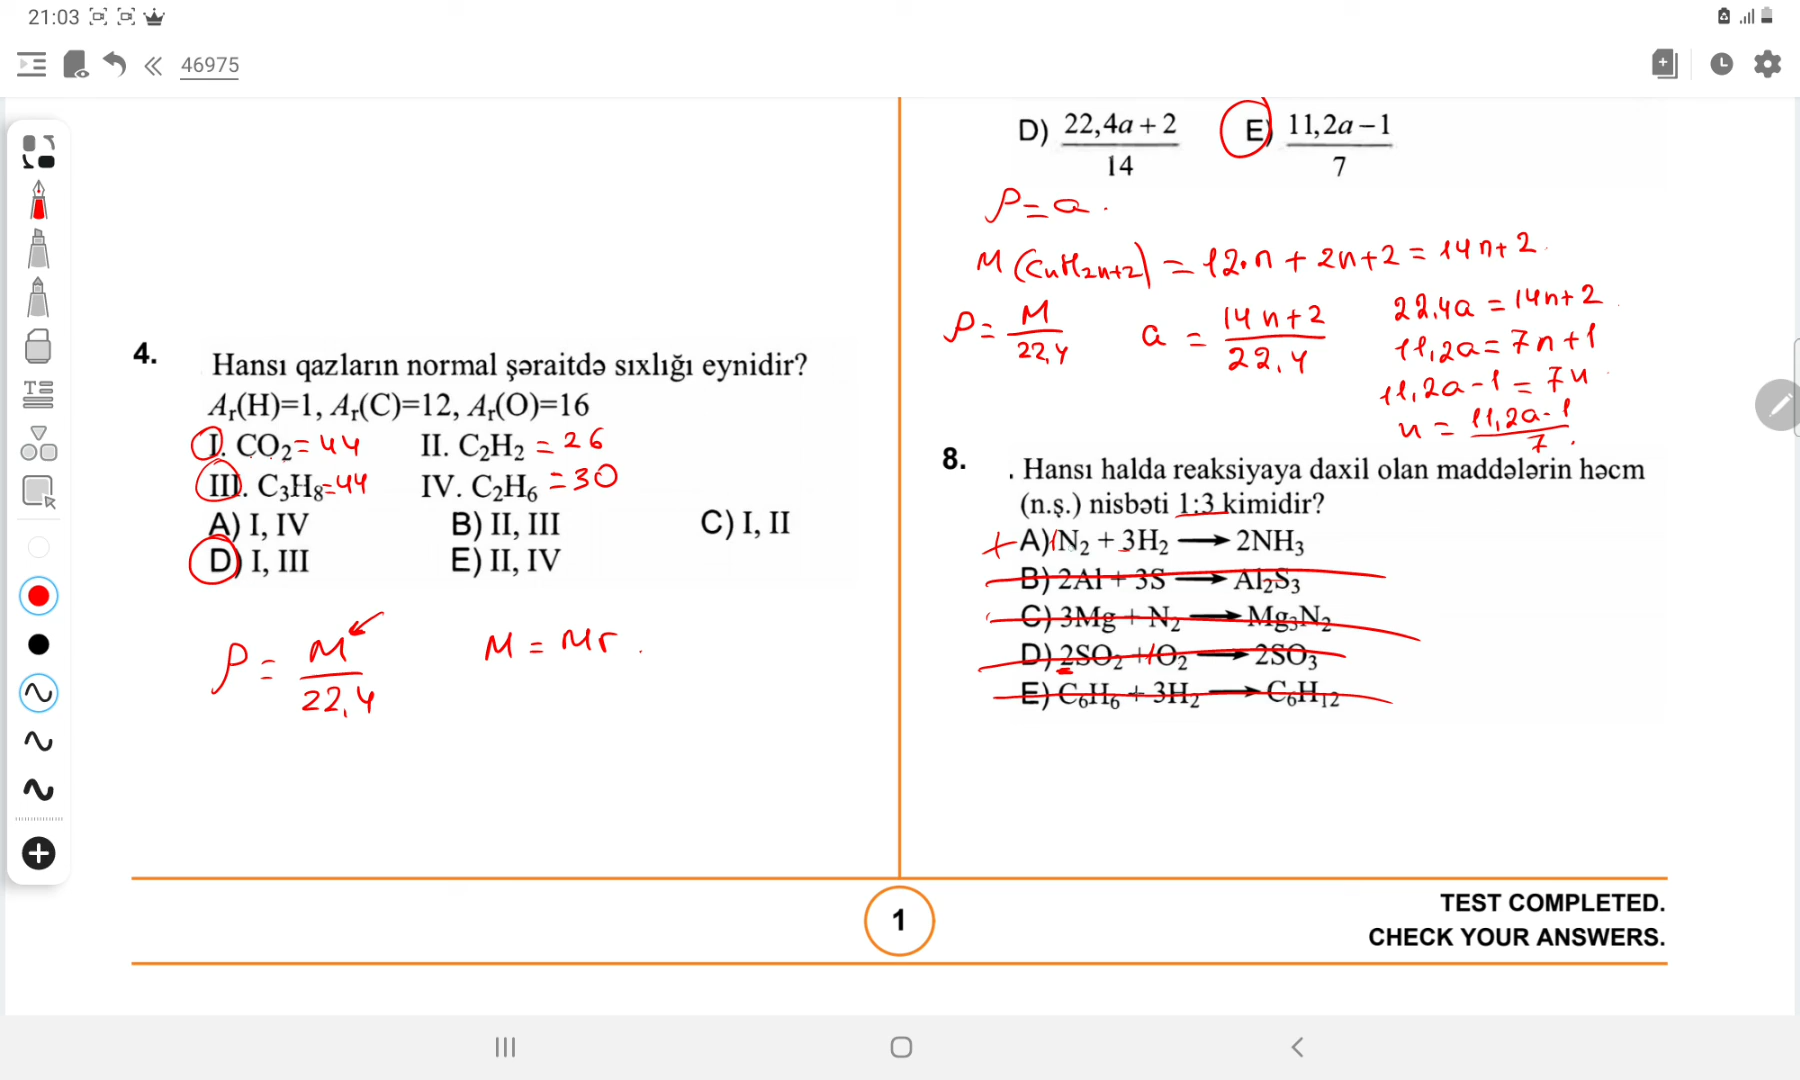 21:03
46975
4.
Hansı qazların normal şəraitdə sıxlığı eynidir?
Aᵣ(H)=1, Aᵣ(C)=12, Aᵣ(O)=16
I. CO₂ = 44 II. C₂H₂ = 26
III. C₃H₈ = 44 IV. C₂H₆ = 30
A) I, IV B) II, III C) I, II
D) I, III E) II, IV
ρ = M / 22,4 M = Mr.
D) 22,4a + 2 / 14 E) 11,2a – 1 / 7
ρ = a.
M (CnH2n+2) = 12·n + 2n+2 = 14n+2
ρ = M / 22,4 a = 14n+2 / 22,4
22,4a = 14n+2
11,2a = 7n+1
11,2a-1 = 7n
n = 11,2a-1 / 7.
8.
. Hansı halda reaksiyaya daxil olan maddələrin həcm
(n.ş.) nisbəti 1:3 kimidir?
+ A) 1N₂ + 3H₂ ⟶ 2NH₃
B) 2Al + 3S ⟶ Al₂S₃
C) 3Mg + N₂ ⟶ Mg₃N₂
D) 2SO₂ + 1O₂ ⟶ 2SO₃
E) C₆H₆ + 3H₂ ⟶ C₆H₁₂
1
TEST COMPLETED.
CHECK YOUR ANSWERS.